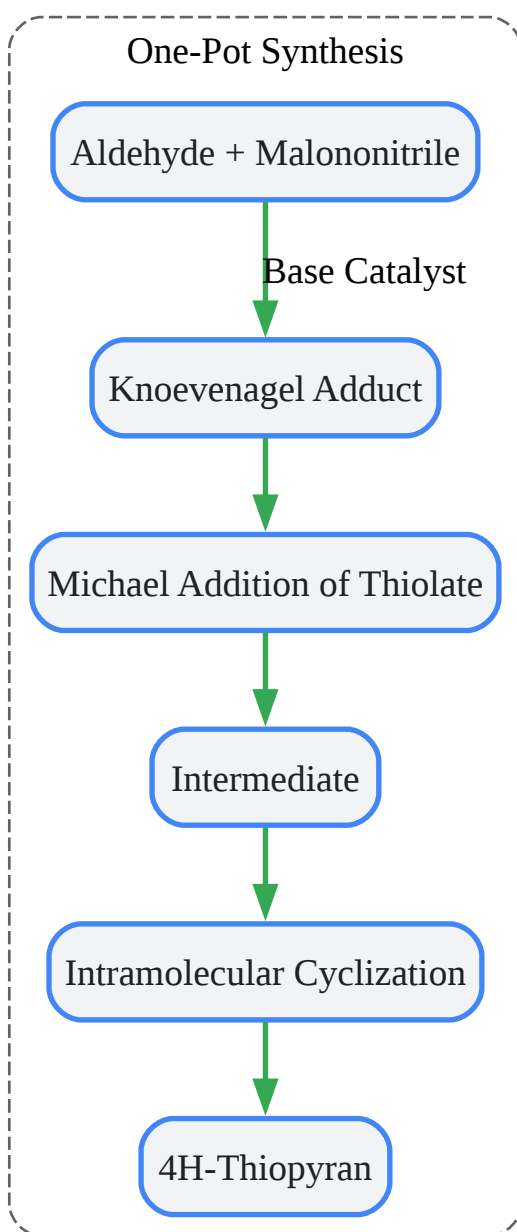 One-Pot Synthesis
Aldehyde + Malononitrile
Base Catalyst
Knoevenagel Adduct
Michael Addition of Thiolate
Intermediate
Intramolecular Cyclization
4H-Thiopyran